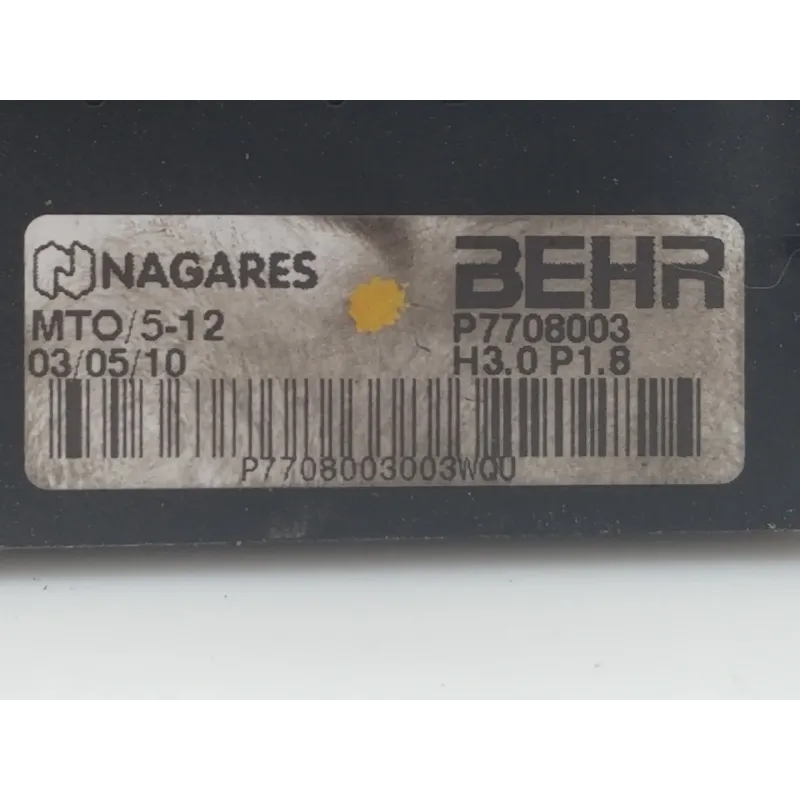 NAGARES
MTO/5-12
03/05/10
BEHR
P7708003
H3.0 P1.8
P7708003003WQU